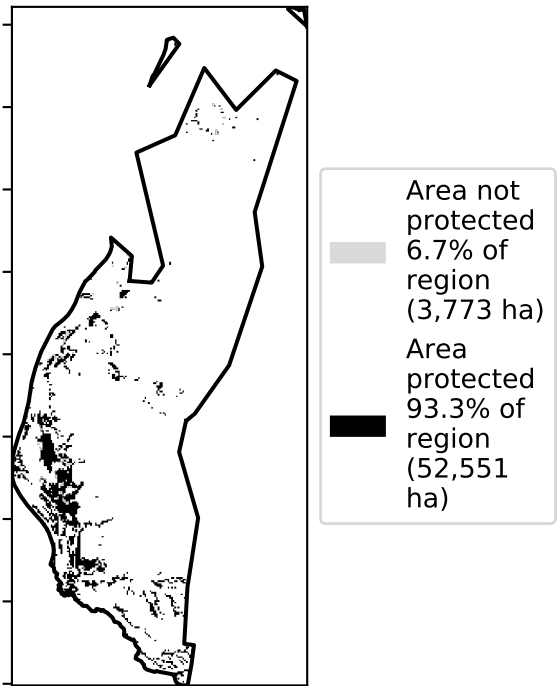 Area not
protected
6.7% of
region
(3,773 ha)
Area
protected
93.3% of
region
(52,551
ha)